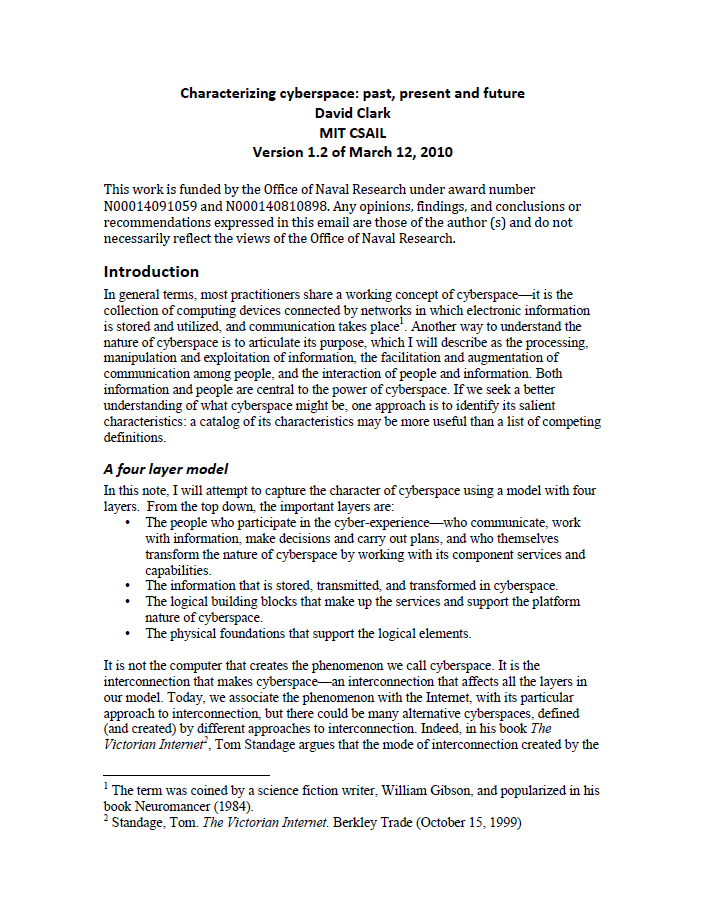 Characterizing cyberspace: past, present and future
David Clark
MIT CSAIL
Version 1.2 of March 12, 2010
This work is funded by the Office of Naval Research under award number
N00014091059 and N000140810898. Any opinions, findings, and conclusions or
recommendations expressed in this email are those of the author (s) and do not
necessarily reflect the views of the Office of Naval Research.
Introduction
In general terms, most practitioners share a working concept of cyberspace—it is the
collection of computing devices connected by networks in which electronic information
is stored and utilized, and communication takes place1. Another way to understand the
nature of cyberspace is to articulate its purpose, which I will describe as the processing,
manipulation and exploitation of information, the facilitation and augmentation of
communication among people, and the interaction of people and information. Both
information and people are central to the power of cyberspace. If we seek a better
understanding of what cyberspace might be, one approach is to identify its salient
characteristics: a catalog of its characteristics may be more useful than a list of competing
definitions.
A four layer model
In this note, I will attempt to capture the character of cyberspace using a model with four
layers. From the top down, the important layers are:
• The people who participate in the cyber-experience—who communicate, work
with information, make decisions and carry out plans, and who themselves
transform the nature of cyberspace by working with its component services and
capabilities.
• The information that is stored, transmitted, and transformed in cyberspace.
• The logical building blocks that make up the services and support the platform
nature of cyberspace.
• The physical foundations that support the logical elements.
It is not the computer that creates the phenomenon we call cyberspace. It is the
interconnection that makes cyberspace—an interconnection that affects all the layers in
our model. Today, we associate the phenomenon with the Internet, with its particular
approach to interconnection, but there could be many alternative cyberspaces, defined
(and created) by different approaches to interconnection. Indeed, in his book The
Victorian Internet2, Tom Standage argues that the mode of interconnection created by the
1 The term was coined by a science fiction writer, William Gibson, and popularized in his
book Neuromancer (1984).
2 Standage, Tom. The Victorian Internet. Berkley Trade (October 15, 1999)